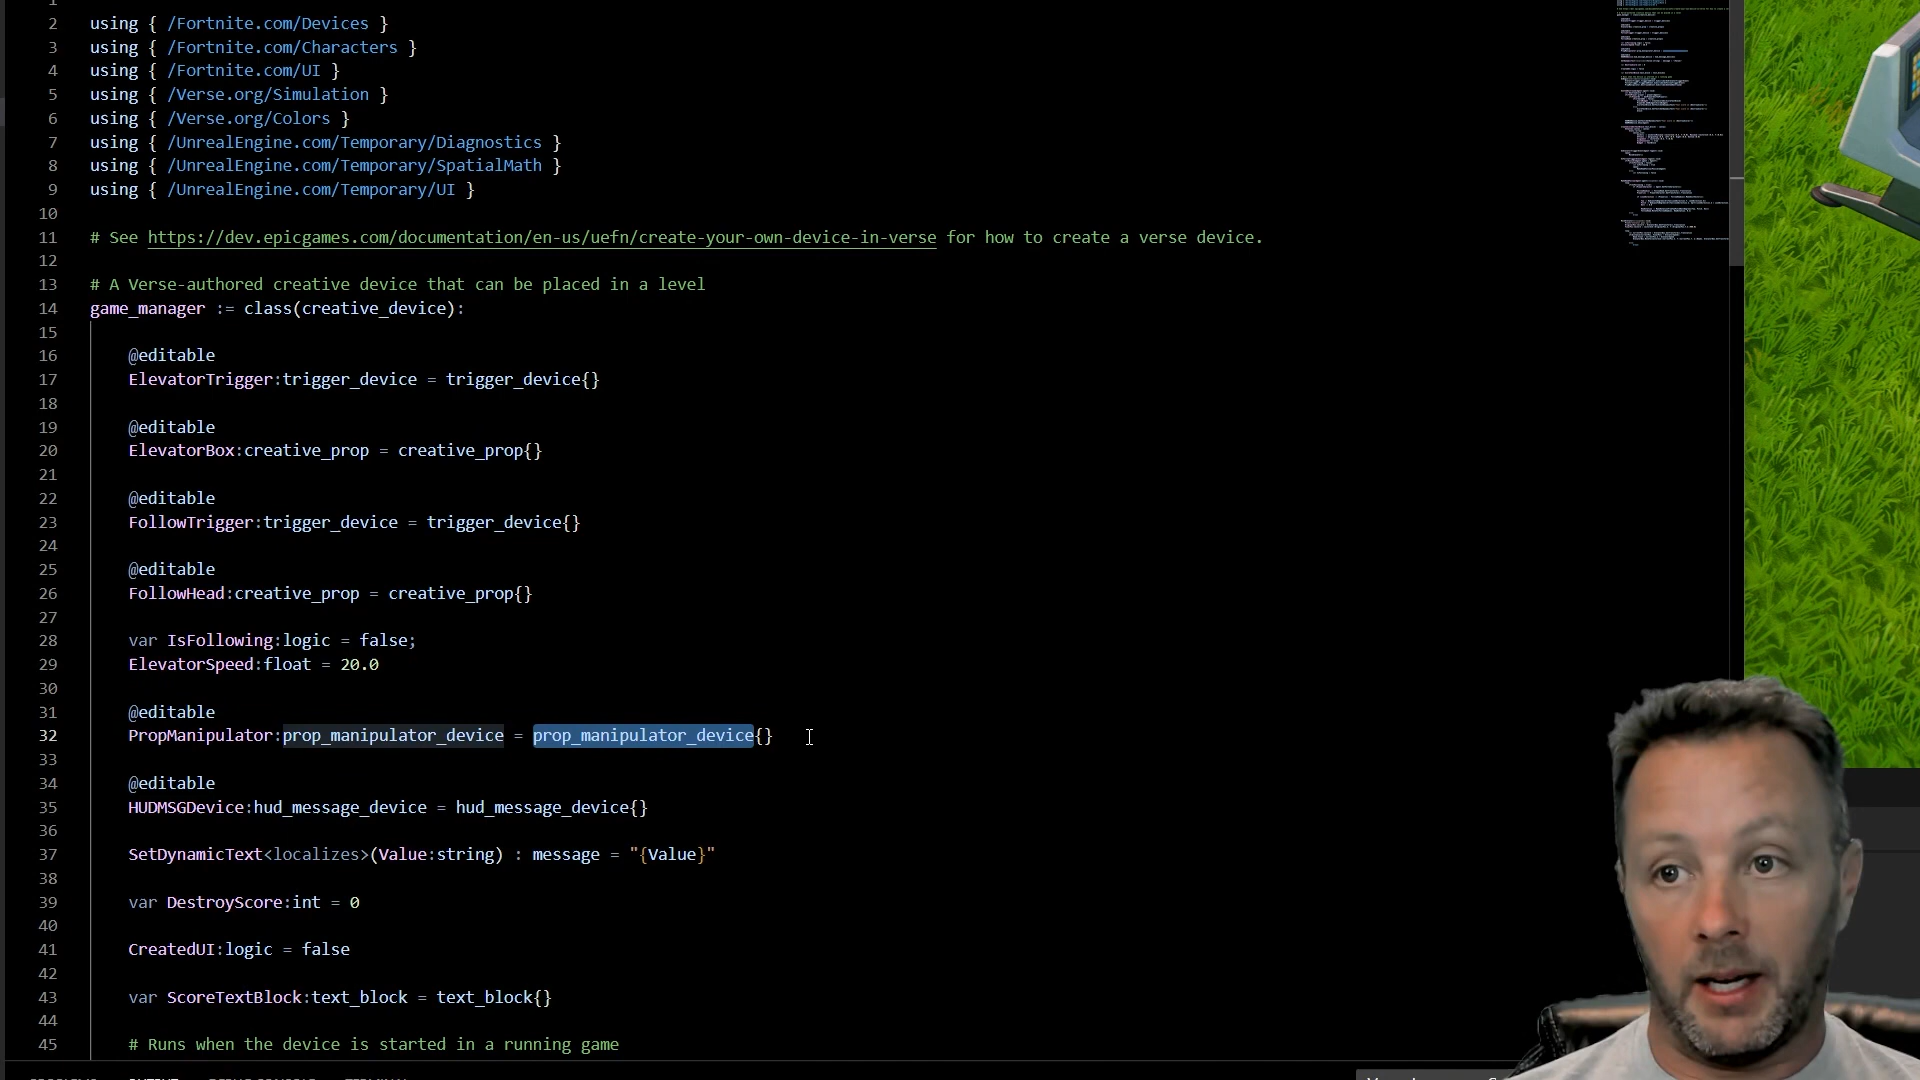 1
2 using { /Fortnite.com/Devices }
3 using { /Fortnite.com/Characters }
4 using { /Fortnite.com/UI }
5 using { /Verse.org/Simulation }
6 using { /Verse.org/Colors }
7 using { /UnrealEngine.com/Temporary/Diagnostics }
8 using { /UnrealEngine.com/Temporary/SpatialMath }
9 using { /UnrealEngine.com/Temporary/UI }
10
11 # See https://dev.epicgames.com/documentation/en-us/uefn/create-your-own-device-in-verse for how to create a verse device.
12
13 # A Verse-authored creative device that can be placed in a level
14 game_manager := class(creative_device):
15
16 @editable
17 ElevatorTrigger:trigger_device = trigger_device{}
18
19 @editable
20 ElevatorBox:creative_prop = creative_prop{}
21
22 @editable
23 FollowTrigger:trigger_device = trigger_device{}
24
25 @editable
26 FollowHead:creative_prop = creative_prop{}
27
28 var IsFollowing:logic = false;
29 ElevatorSpeed:float = 20.0
30
31 @editable
32 PropManipulator:prop_manipulator_device = prop_manipulator_device{}
33
34 @editable
35 HUDMSGDevice:hud_message_device = hud_message_device{}
36
37 SetDynamicText<localizes>(Value:string) : message = "{Value}"
38
39 var DestroyScore:int = 0
40
41 CreatedUI:logic = false
42
43 var ScoreTextBlock:text_block = text_block{}
44
45 # Runs when the device is started in a running game